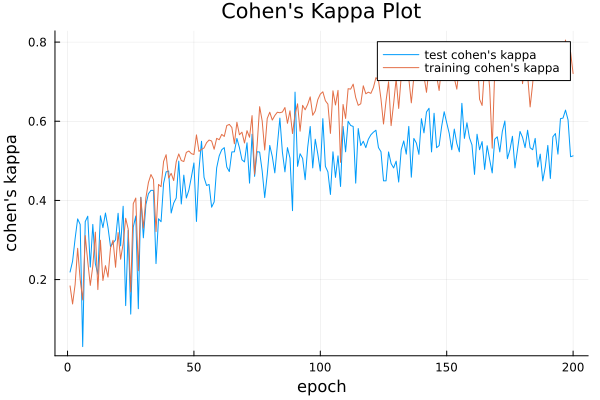 Cohen's Kappa Plot
test cohen's kappa
training cohen's kappa
cohen's kappa
0.8
0.6
0.4
0.2
0 50 100 150 200
epoch